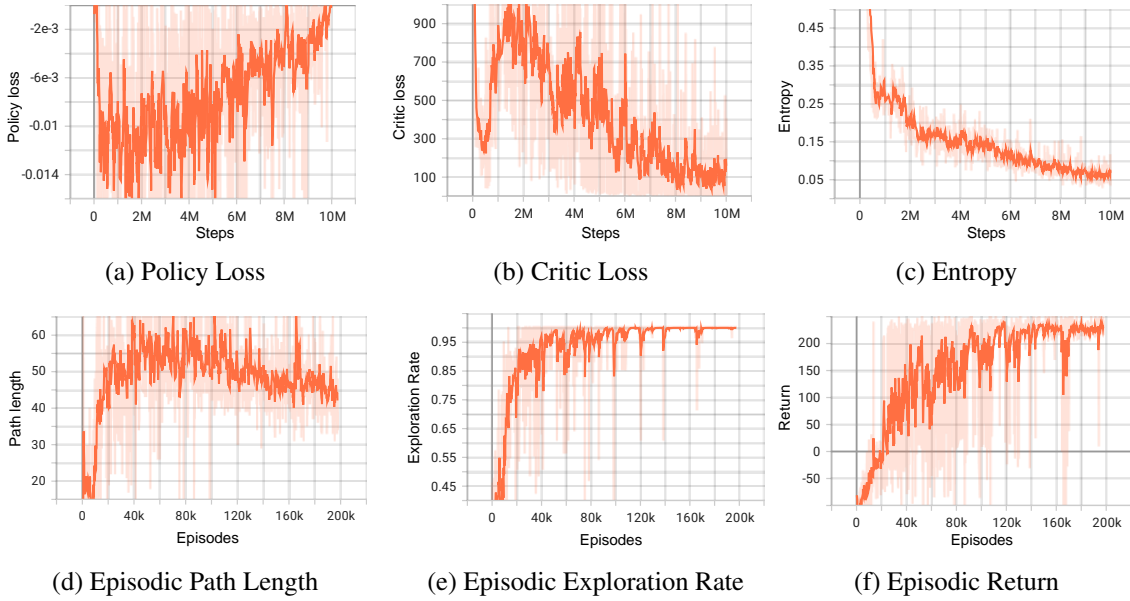 -2e-3
6e-3
-0.01
-0.014
Policy loss
0 2M 4M 6M 8M 10M
Steps
(a) Policy Loss
900
700
500
300
100
Critic loss
0 2M 4M 6M 8M 10M
Steps
(b) Critic Loss
0.45
0.35
0.25
0.15
0.05
Entropy
0 2M 4M 6M 8M 10M
Steps
(c) Entropy
60
50
40
30
20
Path length
0 40k 80k 120k 160k 200k
Episodes
(d) Episodic Path Length
0.95
0.85
0.75
0.65
0.55
0.45
Exploration Rate
0 40k 80k 120k 160k 200k
Episodes
(e) Episodic Exploration Rate
200
150
100
50
0
-50
Return
0 40k 80k 120k 160k 200k
Episodes
(f) Episodic Return